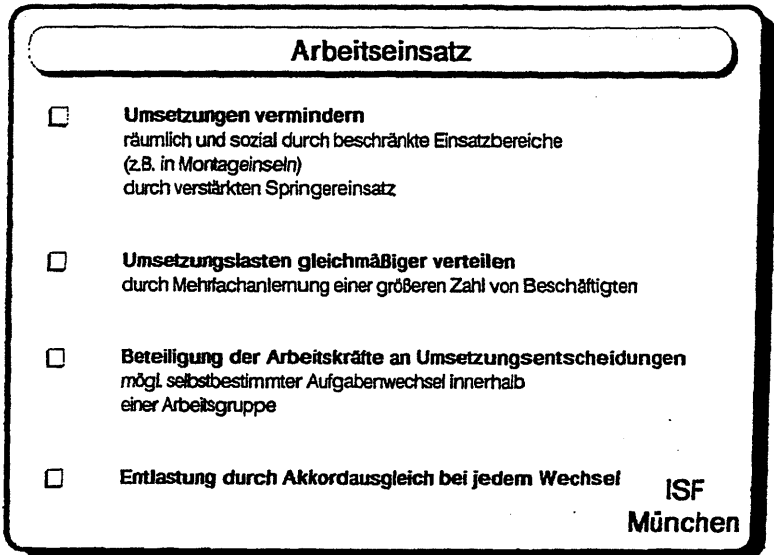 Arbeitseinsatz
Umsetzungen vermindern
räumlich und sozial durch beschränkte Einsatzbereiche
(z.B. in Montageinseln)
durch verstärkten Springereinsatz
Umsetzungslasten gleichmäßiger verteilen
durch Mehrfachanlernung einer größeren Zahl von Beschäftigten
Beteiligung der Arbeitskräfte an Umsetzungsentscheidungen
mögl. selbstbestimmter Aufgabenwechsel innerhalb
einer Arbeitsgruppe
Entlastung durch Akkordausgleich bei jedem Wechsel
ISF
München